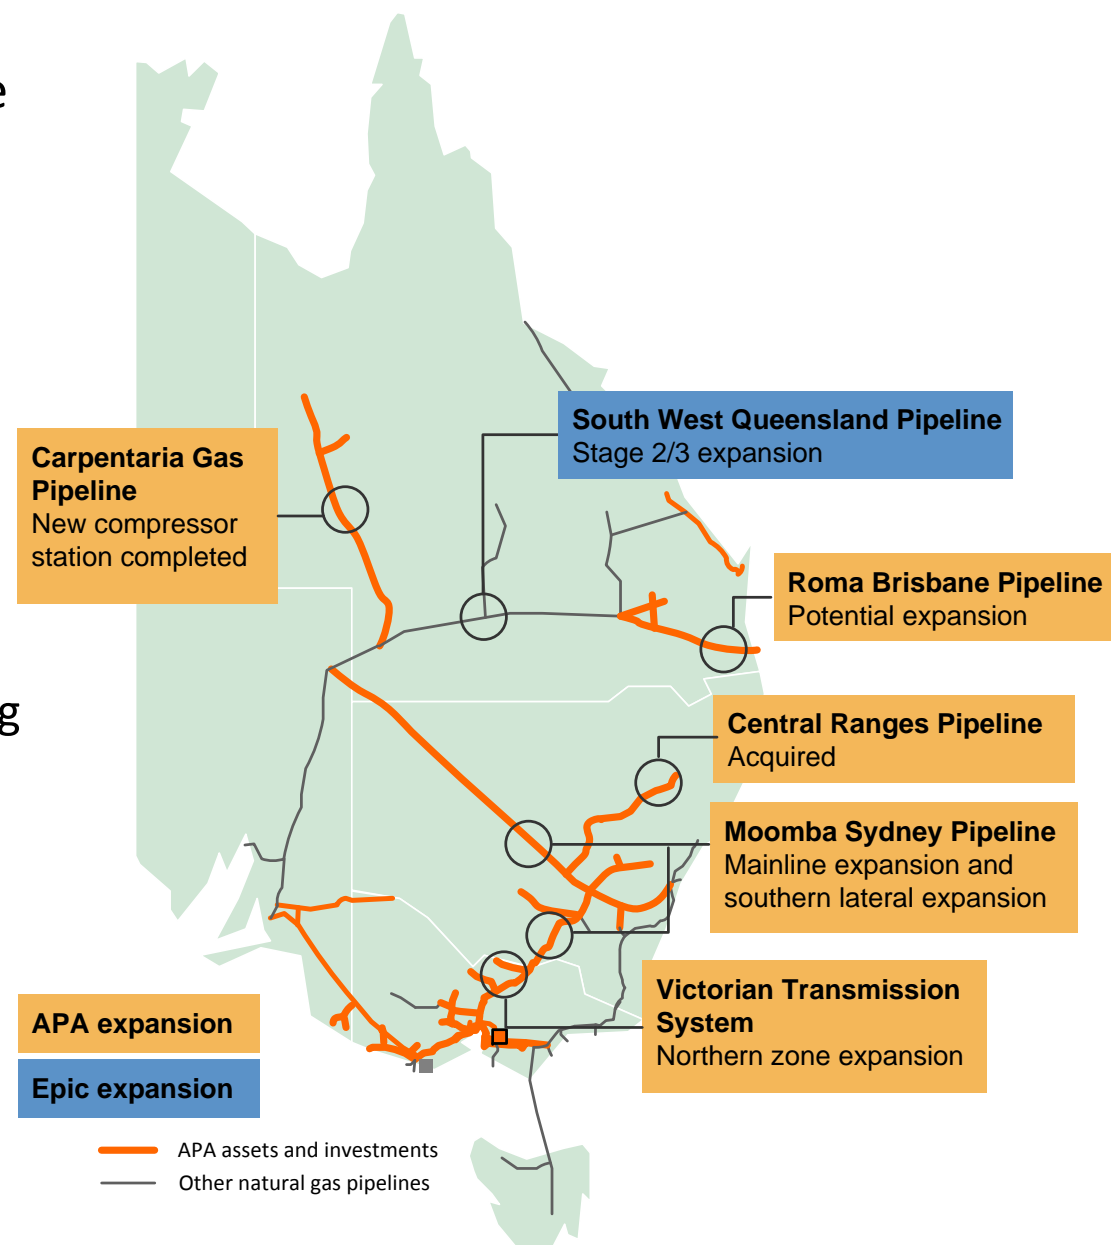 e
South West Queensland Pipeline
Stage 2/3 expansion
Carpentaria Gas
Pipeline
New compressor
station completed
Roma Brisbane Pipeline
Potential expansion
g
Central Ranges Pipeline
Acquired
Moomba Sydney Pipeline
Mainline expansion and
southern lateral expansion
Victorian Transmission
System
Northern zone expansion
APA expansion
Epic expansion
APA assets and investments
Other natural gas pipelines